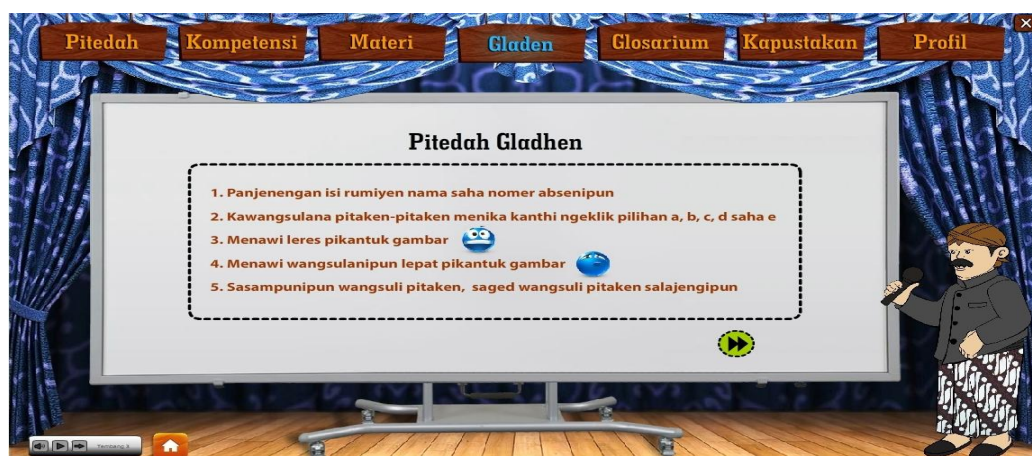 Pitedah
Kompetensi
Materi
Gladen
Glosarium
Kapustakan
Profil
Pitedah Gladhen
1. Panjenengan isi rumiyen nama saha nomer absenipun
2. Kawangsulana pitaken-pitaken menika kanthi ngeklik pilihan a, b, c, d saha e
3. Menawi leres pikantuk gambar
4. Menawi wangsulanipun lepat pikantuk gambar
5. Sasampunipun wangsuli pitaken, saged wangsuli pitaken salajengipun
Tembang 3